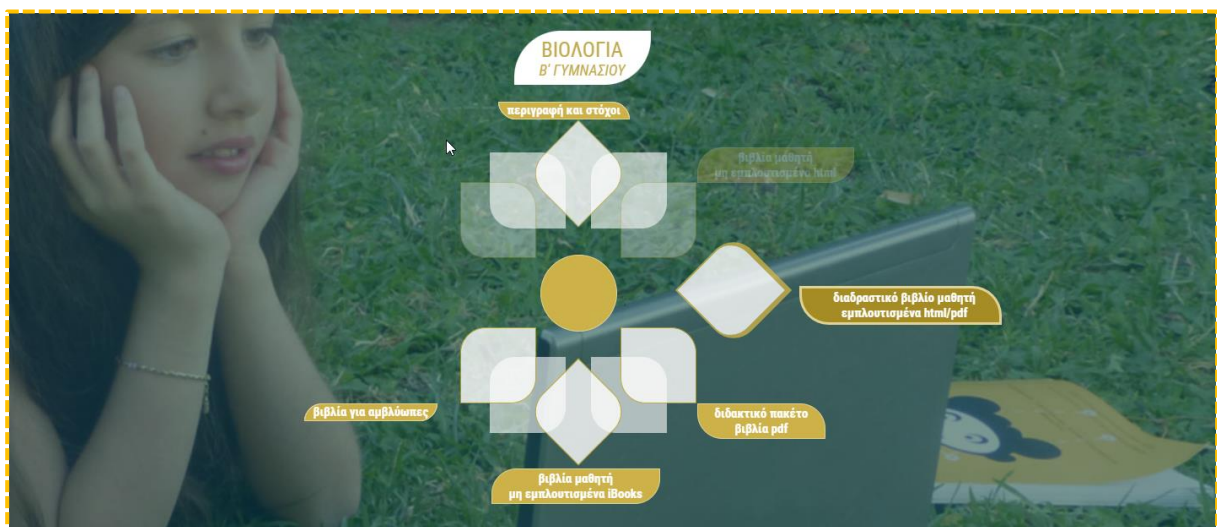 ΒΙΟΛΟΓΙΑ
Β' ΓΥΜΝΑΣΙΟΥ
περιγραφή και στόχοι
βιβλία μαθητή
μη εμπλουτισμένα html
διαδραστικό βιβλίο μαθητή
εμπλουτισμένα html/pdf
βιβλία για αμβλύωπες
διδακτικό πακέτο
βιβλία pdf
βιβλία μαθητή
μη εμπλουτισμένα iBooks